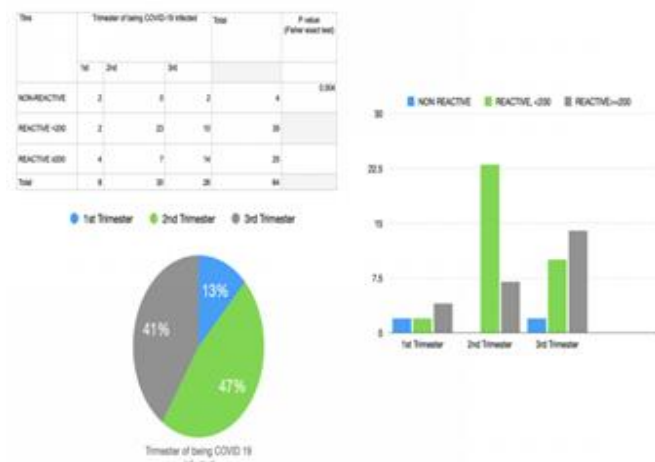 Titre Trimester of being COVID-19 infected Total P value
(Fisher exact test)
1st 2nd 3rd
0.004
NON-REACTIVE 2 0 2 4
REACTIVE <200 2 23 10
REACTIVE ≥200 4 7 14 25
Total 8 30 26 64
1st Trimester 2nd Trimester 3rd Trimester
13%
41%
47%
Trimester of being COVID 19
NON REACTIVE REACTIVE, <200 REACTIVE>=200
30
22.5
15
7.5
0
1st Trimester 2nd Trimester 3rd Trimester